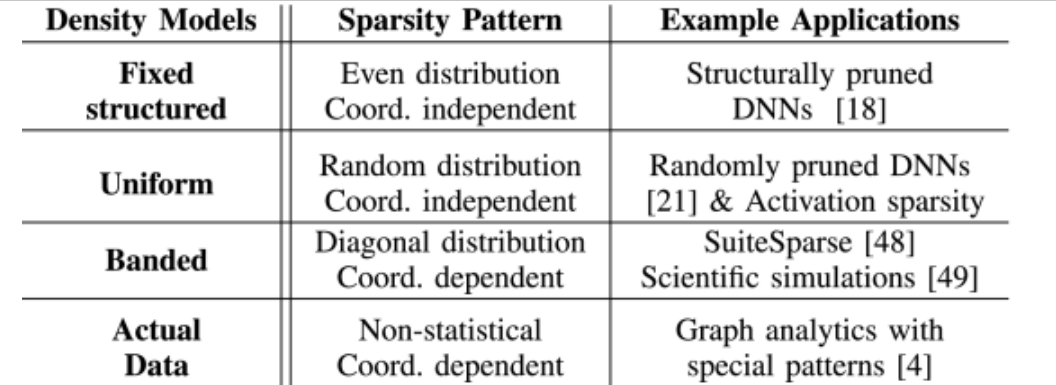 Density Models Sparsity Pattern Example Applications
Fixed Even distribution Structurally pruned
structured Coord. independent DNNs [18]
Uniform Random distribution Randomly pruned DNNs
Coord. independent [21] & Activation sparsity
Banded Diagonal distribution SuiteSparse [48]
Coord. dependent Scientific simulations [49]
Actual Non-statistical Graph analytics with
Data Coord. dependent special patterns [4]